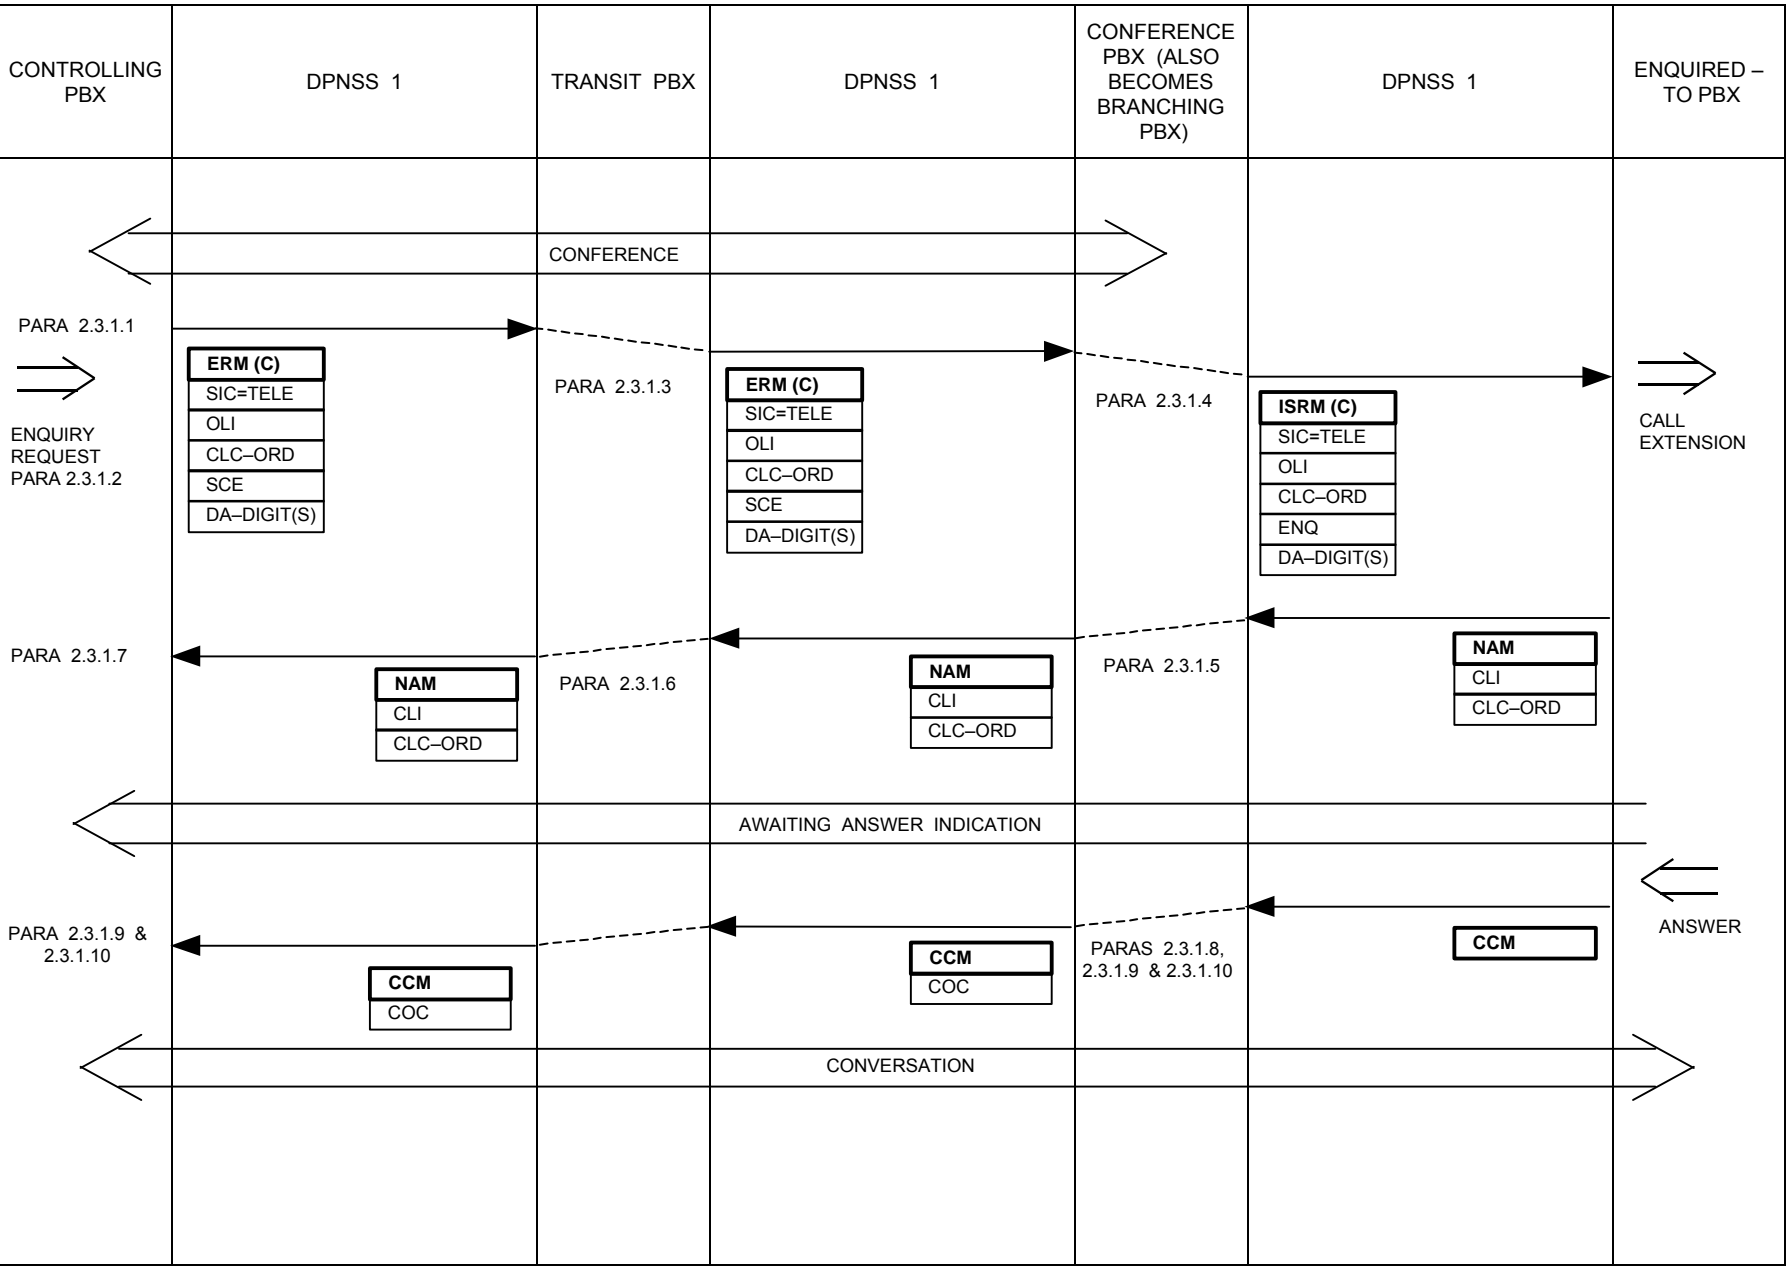 CONTROLLING
PBX
DPNSS 1
TRANSIT PBX
DPNSS 1
CONFERENCE
PBX (ALSO
BECOMES
BRANCHING
PBX)
DPNSS 1
ENQUIRED –
TO PBX
CONFERENCE
PARA 2.3.1.1
ENQUIRY
REQUEST
PARA 2.3.1.2
ERM (C)
SIC=TELE
OLI
CLC–ORD
SCE
DA–DIGIT(S)
PARA 2.3.1.3
ERM (C)
SIC=TELE
OLI
CLC–ORD
SCE
DA–DIGIT(S)
PARA 2.3.1.4
ISRM (C)
SIC=TELE
OLI
CLC–ORD
ENQ
DA–DIGIT(S)
CALL
EXTENSION
PARA 2.3.1.7
NAM
CLI
CLC–ORD
PARA 2.3.1.6
NAM
CLI
CLC–ORD
PARA 2.3.1.5
NAM
CLI
CLC–ORD
AWAITING ANSWER INDICATION
PARA 2.3.1.9 &
2.3.1.10
CCM
COC
CCM
COC
PARAS 2.3.1.8,
2.3.1.9 & 2.3.1.10
CCM
ANSWER
CONVERSATION